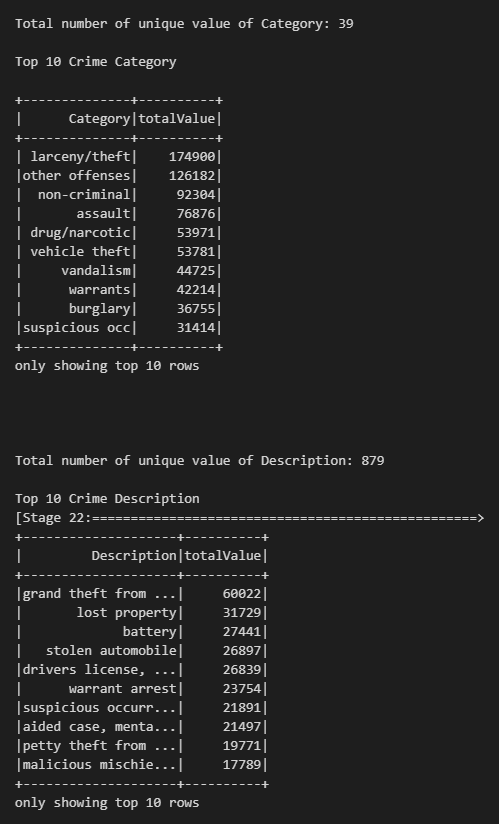 Total number of unique value of Category: 39
Top 10 Crime Category
+--------------+----------+
|      Category|totalValue|
+--------------+----------+
| larceny/theft|    174900|
|other offenses|    126182|
|  non-criminal|     92304|
|       assault|     76876|
| drug/narcotic|     53971|
| vehicle theft|     53781|
|     vandalism|     44725|
|      warrants|     42214|
|      burglary|     36755|
|suspicious occ|     31414|
+--------------+----------+
only showing top 10 rows
Total number of unique value of Description: 879
Top 10 Crime Description
[Stage 22:==================================================>
+--------------------+----------+
|         Description|totalValue|
+--------------------+----------+
|grand theft from ...|     60022|
|       lost property|     31729|
|             battery|     27441|
|   stolen automobile|     26897|
|drivers license, ...|     26839|
|      warrant arrest|     23754|
|suspicious occurr...|     21891|
|aided case, menta...|     21497|
|petty theft from ...|     19771|
|malicious mischie...|     17789|
+--------------------+----------+
only showing top 10 rows